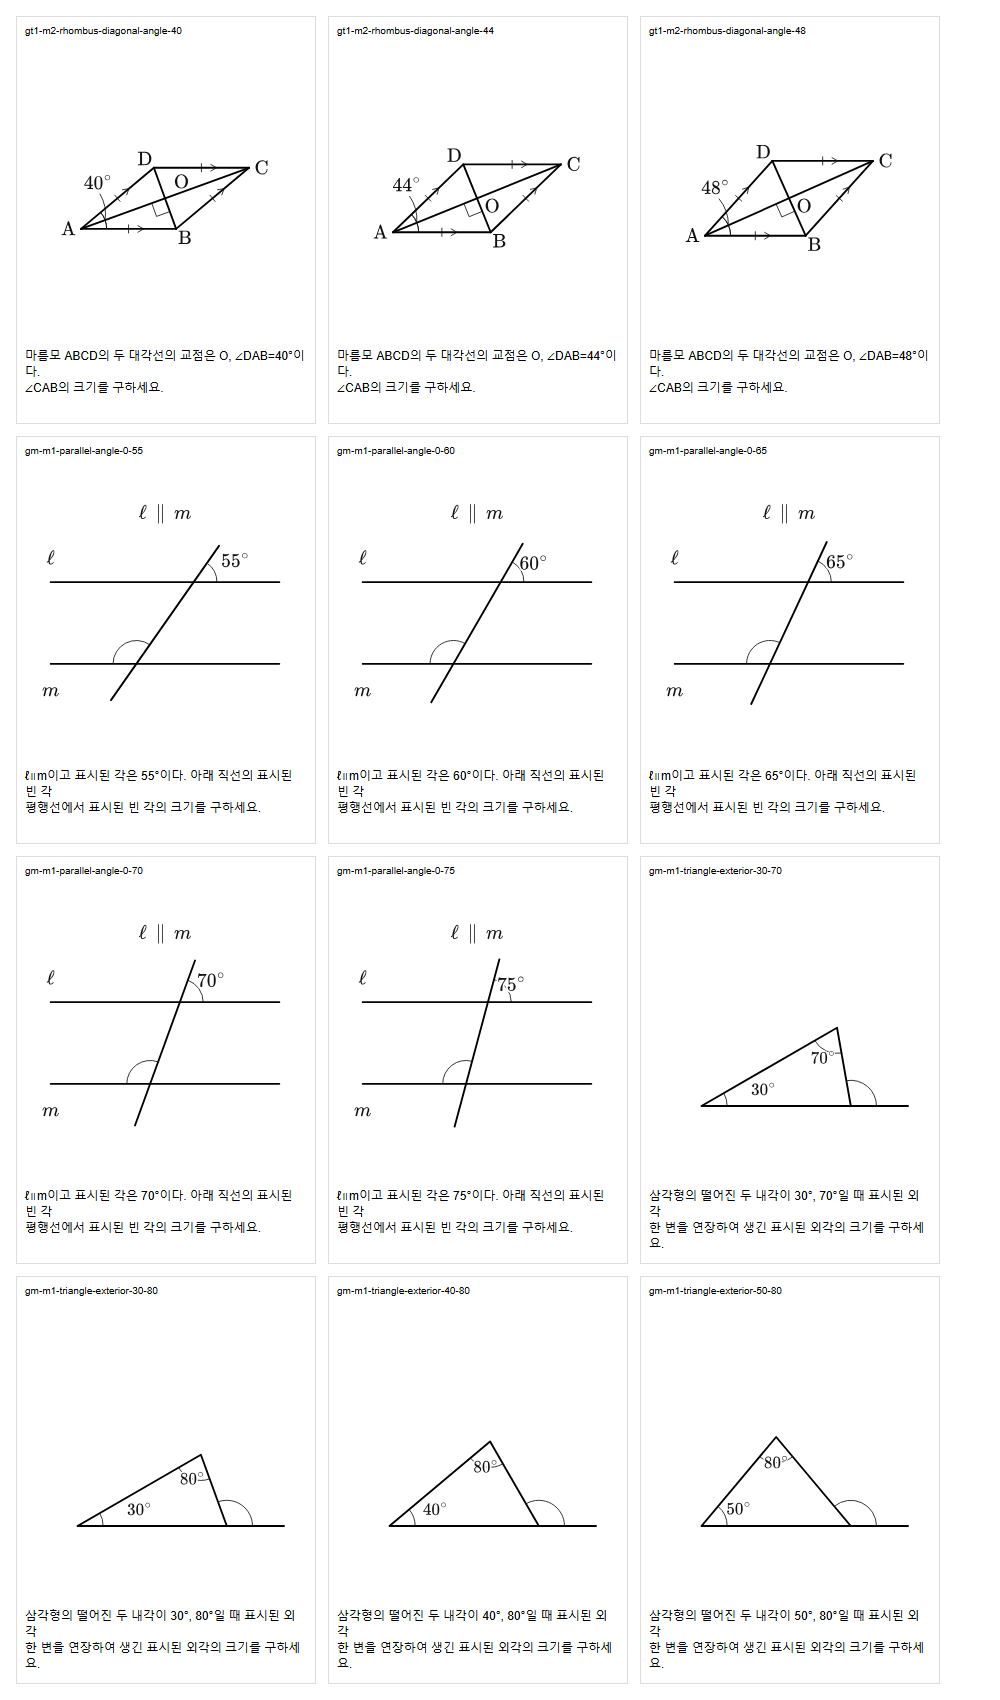 gt1-m2-rhombus-diagonal-angle-40
D
C
40°
O
A
B
마름모 ABCD의 두 대각선의 교점은 O, ∠DAB=40°이
다.
∠CAB의 크기를 구하세요.
gt1-m2-rhombus-diagonal-angle-44
D
C
44°
O
A
B
마름모 ABCD의 두 대각선의 교점은 O, ∠DAB=44°이
다.
∠CAB의 크기를 구하세요.
gt1-m2-rhombus-diagonal-angle-48
D
C
48°
O
A
B
마름모 ABCD의 두 대각선의 교점은 O, ∠DAB=48°이
다.
∠CAB의 크기를 구하세요.
gm-m1-parallel-angle-0-55
ℓ ∥ m
ℓ
55°
m
ℓ∥m이고 표시된 각은 55°이다. 아래 직선의 표시된
빈 각
평행선에서 표시된 빈 각의 크기를 구하세요.
gm-m1-parallel-angle-0-60
ℓ ∥ m
ℓ
60°
m
ℓ∥m이고 표시된 각은 60°이다. 아래 직선의 표시된
빈 각
평행선에서 표시된 빈 각의 크기를 구하세요.
gm-m1-parallel-angle-0-65
ℓ ∥ m
ℓ
65°
m
ℓ∥m이고 표시된 각은 65°이다. 아래 직선의 표시된
빈 각
평행선에서 표시된 빈 각의 크기를 구하세요.
gm-m1-parallel-angle-0-70
ℓ ∥ m
ℓ
70°
m
ℓ∥m이고 표시된 각은 70°이다. 아래 직선의 표시된
빈 각
평행선에서 표시된 빈 각의 크기를 구하세요.
gm-m1-parallel-angle-0-75
ℓ ∥ m
ℓ
75°
m
ℓ∥m이고 표시된 각은 75°이다. 아래 직선의 표시된
빈 각
평행선에서 표시된 빈 각의 크기를 구하세요.
gm-m1-triangle-exterior-30-70
70°
30°
삼각형의 떨어진 두 내각이 30°, 70°일 때 표시된 외
각
한 변을 연장하여 생긴 표시된 외각의 크기를 구하세
요.
gm-m1-triangle-exterior-30-80
80°
30°
삼각형의 떨어진 두 내각이 30°, 80°일 때 표시된 외
각
한 변을 연장하여 생긴 표시된 외각의 크기를 구하세
요.
gm-m1-triangle-exterior-40-80
80°
40°
삼각형의 떨어진 두 내각이 40°, 80°일 때 표시된 외
각
한 변을 연장하여 생긴 표시된 외각의 크기를 구하세
요.
gm-m1-triangle-exterior-50-80
80°
50°
삼각형의 떨어진 두 내각이 50°, 80°일 때 표시된 외
각
한 변을 연장하여 생긴 표시된 외각의 크기를 구하세
요.